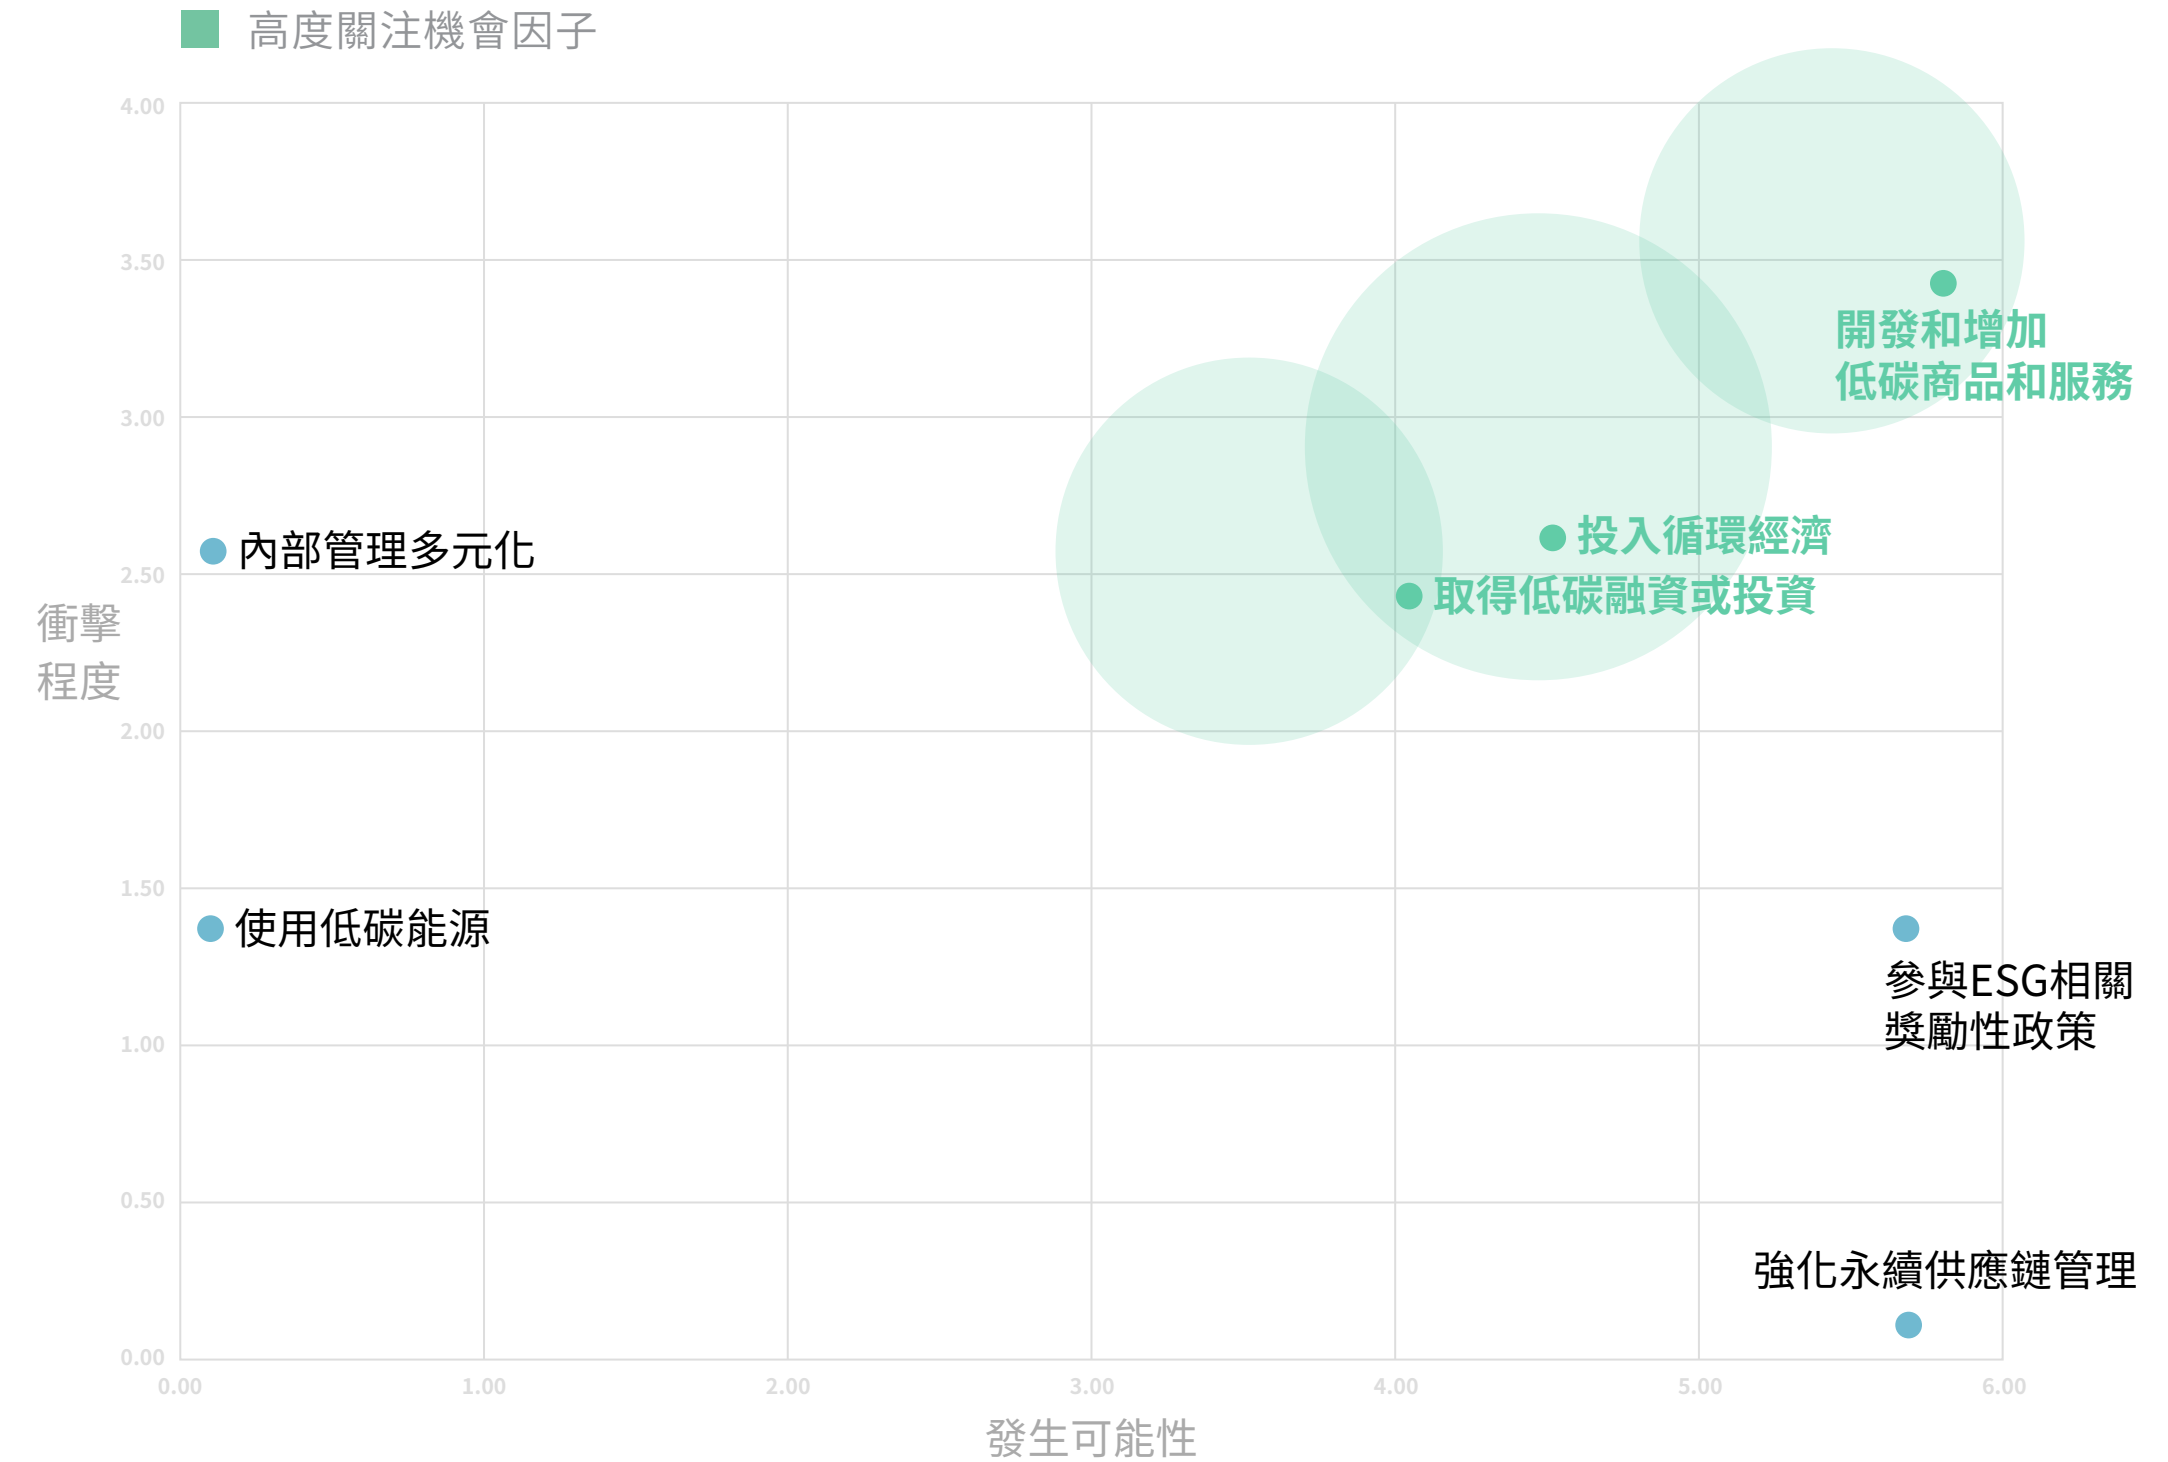 高度關注機會因子
4.00
3.50
開發和增加
低碳商品和服務
3.00
投入循環經濟
內部管理多元化
2.50
取得低碳融資或投資
衝擊
程度
2.00
1.50
使用低碳能源
參與ESG相關
獎勵性政策
1.00
0.50
強化永續供應鏈管理
0.00
0.00 1.00 2.00 3.00 4.00 5.00 6.00
發生可能性